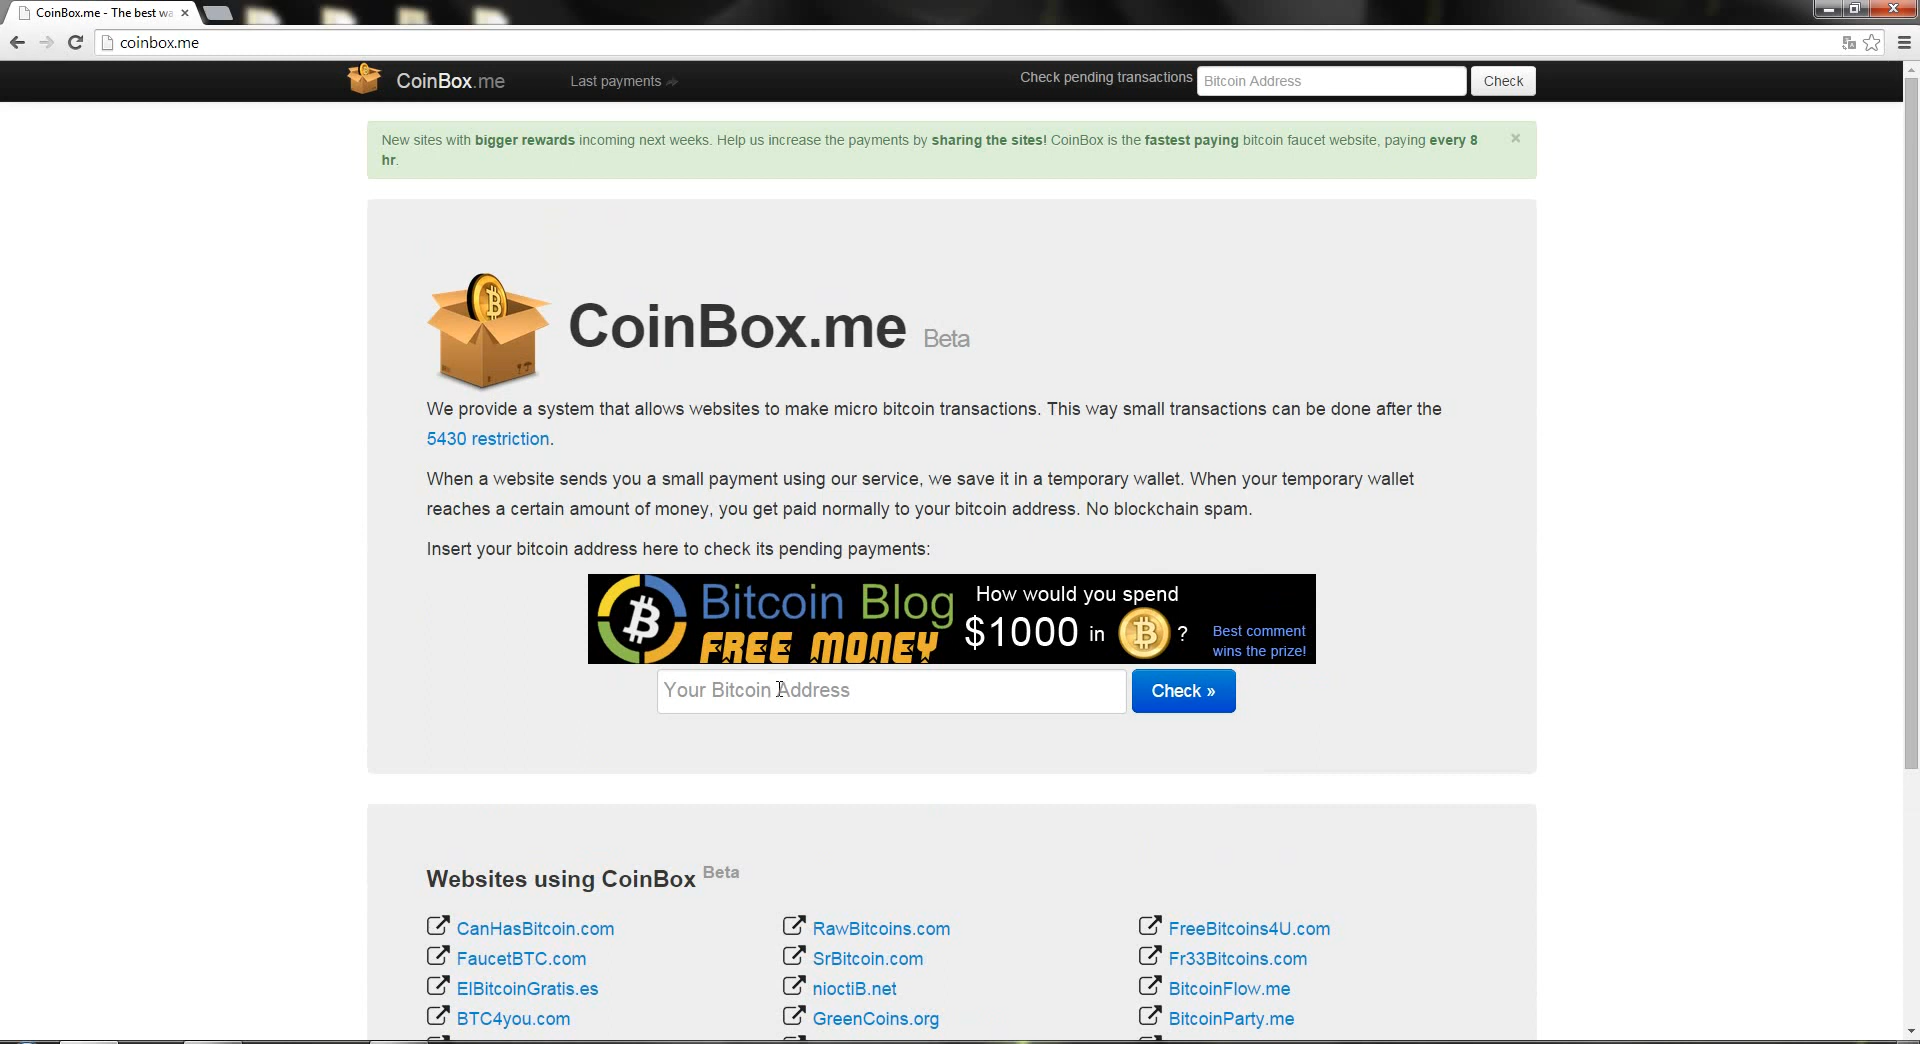 CoinBox.me - The best wa
coinbox.me
CoinBox.me
Last payments
Check pending transactions
Bitcoin Address
Check
New sites with bigger rewards incoming next weeks. Help us increase the payments by sharing the sites! CoinBox is the fastest paying bitcoin faucet website, paying every 8
hr.
CoinBox.me Beta
We provide a system that allows websites to make micro bitcoin transactions. This way small transactions can be done after the
5430 restriction.
When a website sends you a small payment using our service, we save it in a temporary wallet. When your temporary wallet
reaches a certain amount of money, you get paid normally to your bitcoin address. No blockchain spam.
Insert your bitcoin address here to check its pending payments:
Bitcoin Blog
FREE MONEY
How would you spend
$1000 in ?
Best comment
wins the prize!
Your Bitcoin Address
Check »
Websites using CoinBox Beta
CanHasBitcoin.com RawBitcoins.com FreeBitcoins4U.com
FaucetBTC.com SrBitcoin.com Fr33Bitcoins.com
ElBitcoinGratis.es nioctiB.net BitcoinFlow.me
BTC4you.com GreenCoins.org BitcoinParty.me